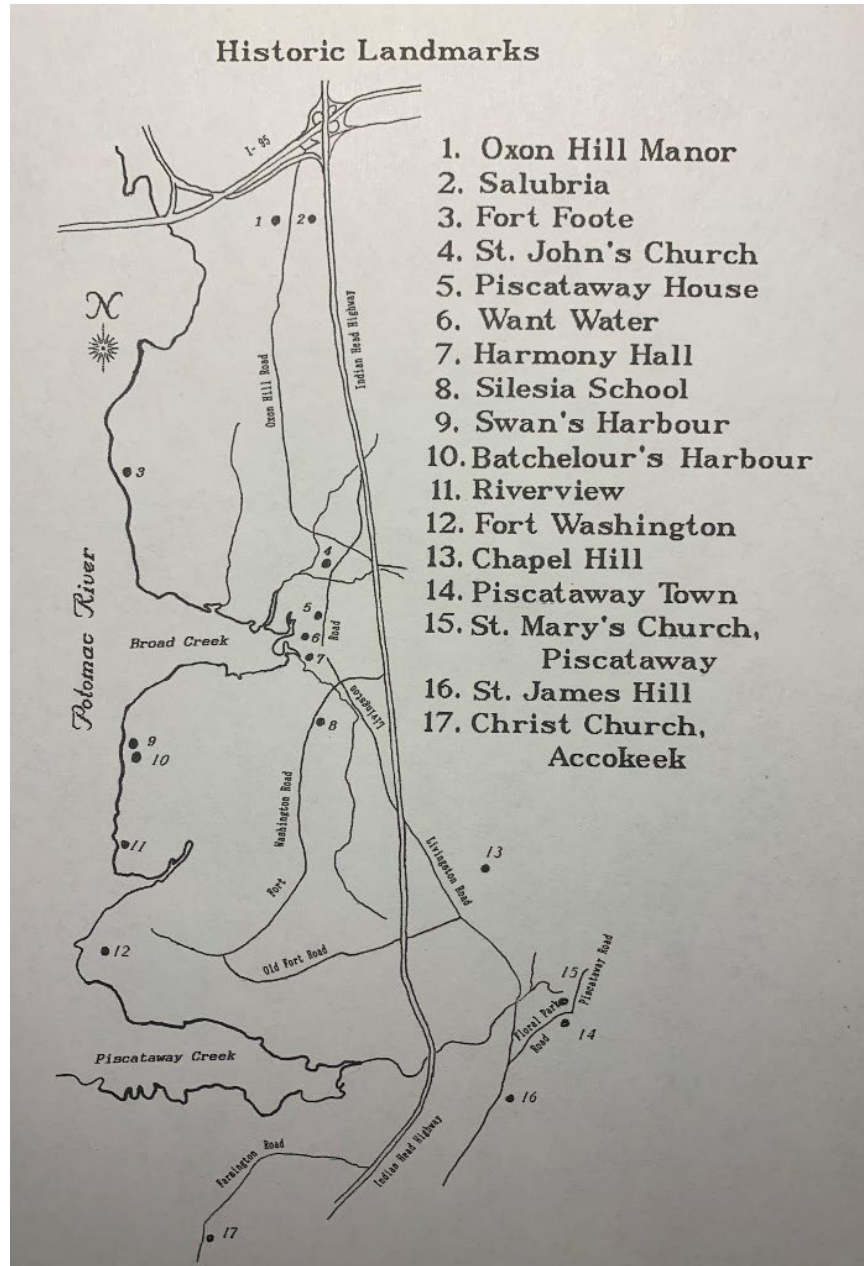 Historic Landmarks
I-95
1. Oxon Hill Manor
2. Salubria
3. Fort Foote
4. St. John's Church
5. Piscataway House
6. Want Water
7. Harmony Hall
8. Silesia School
9. Swan's Harbour
10. Batchelour's Harbour
11. Riverview
12. Fort Washington
13. Chapel Hill
14. Piscataway Town
15. St. Mary's Church,
Piscataway
16. St. James Hill
17. Christ Church,
Accokeek
1
2
N
Indian Head Highway
Oxon Hill Road
3
4
Potomac River
5
Road
Broad Creek
6
7
Livingston
8
9
10
Washington Road
11
13
Livingston Road
Fort
12
Old Fort Road
15
Piscataway Road
Floral Park
Road
14
Piscataway Creek
16
Farmington Road
Indian Head Highway
17